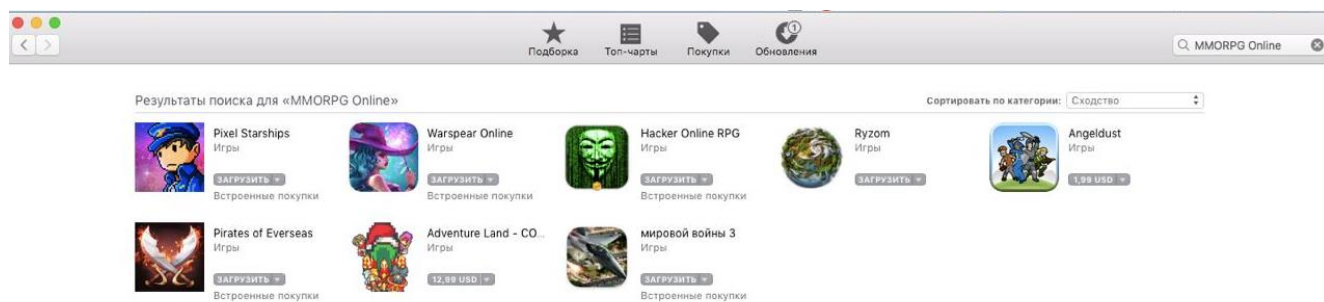 Подборка
Топ-чарты
Покупки
1
Обновления
MMORPG Online
Результаты поиска для «MMORPG Online»
Сортировать по категории: Сходство
Pixel Starships
Игры
ЗАГРУЗИТЬ
Встроенные покупки
Warspear Online
Игры
ЗАГРУЗИТЬ
Встроенные покупки
Hacker Online RPG
Игры
ЗАГРУЗИТЬ
Встроенные покупки
Ryzom
Игры
ЗАГРУЗИТЬ
Angeldust
Игры
1,99 USD
Pirates of Everseas
Игры
ЗАГРУЗИТЬ
Встроенные покупки
Adventure Land - CO...
Игры
12,99 USD
мировой войны 3
Игры
ЗАГРУЗИТЬ
Встроенные покупки